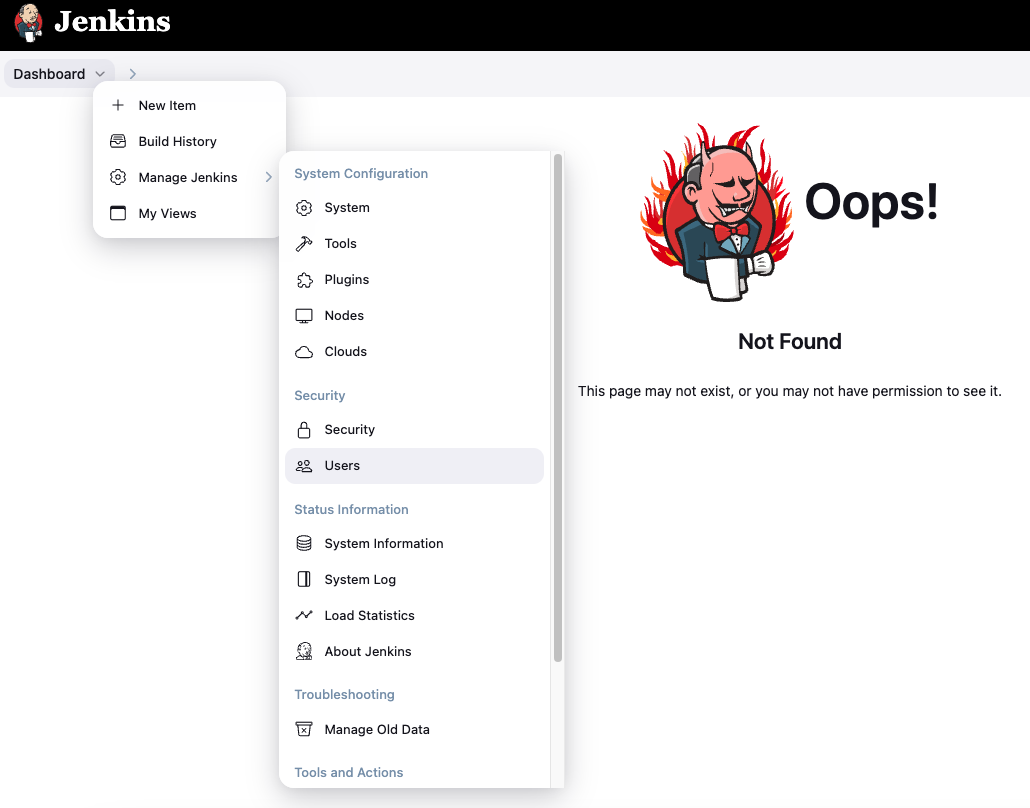 Jenkins
Dashboard
New Item
Build History
Manage Jenkins
My Views
System Configuration
System
Tools
Plugins
Nodes
Clouds
Security
Security
Users
Status Information
System Information
System Log
Load Statistics
About Jenkins
Troubleshooting
Manage Old Data
Tools and Actions
Oops!
Not Found
This page may not exist, or you may not have permission to see it.